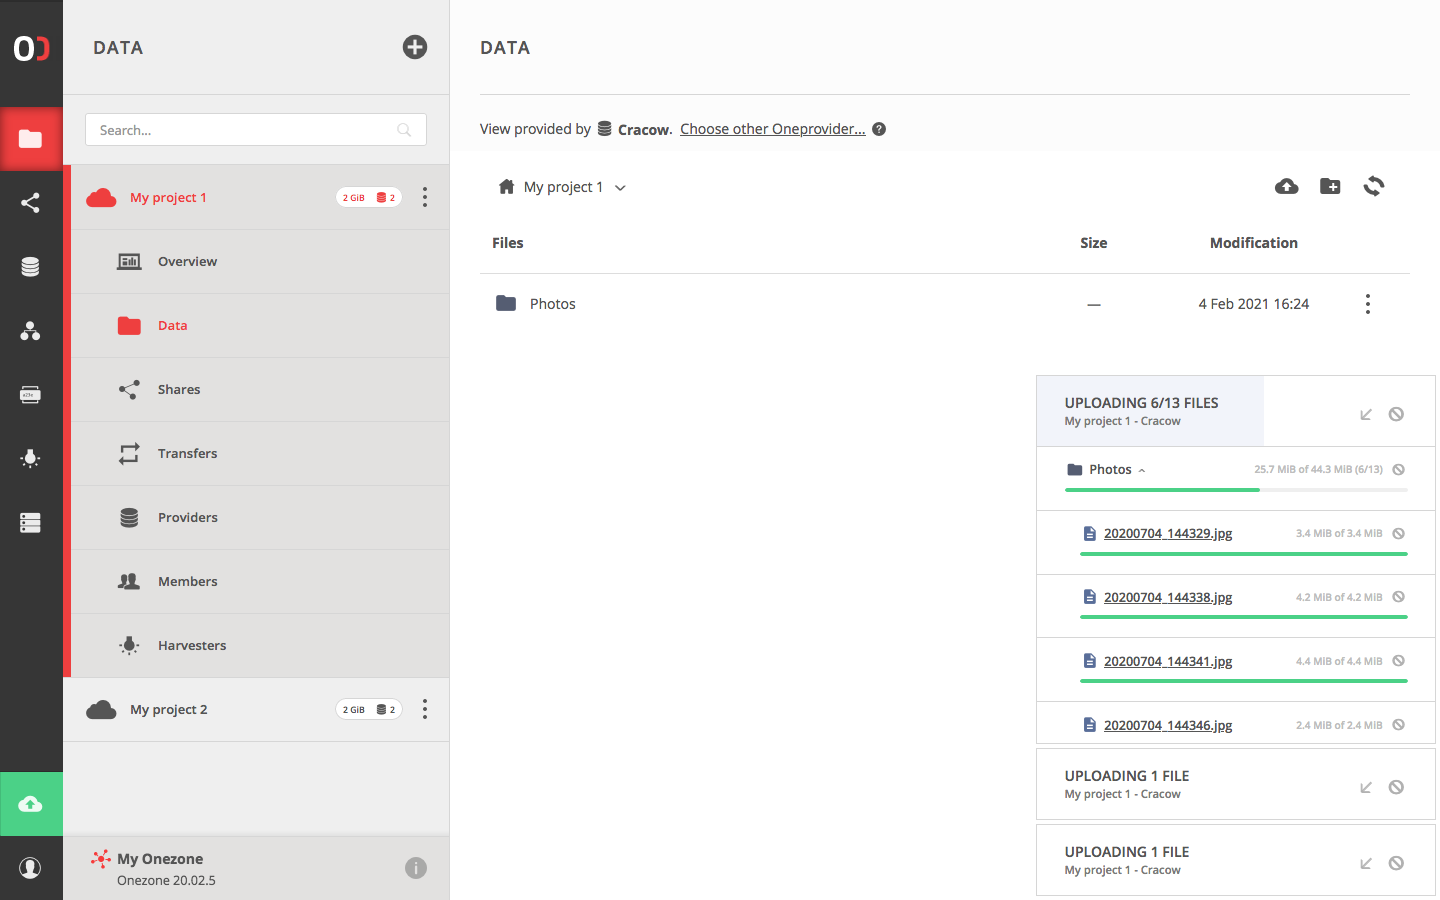 DATA
Search...
My project 1
2 GiB 2
Overview
Data
Shares
Transfers
Providers
Members
Harvesters
My project 2
2 GiB 2
My Onezone
Onezone 20.02.5
DATA
View provided by Cracow. Choose other Oneprovider... ?
My project 1
Files Size Modification
Photos — 4 Feb 2021 16:24
UPLOADING 6/13 FILES
My project 1 - Cracow
Photos 25.7 MiB of 44.3 MiB (6/13)
20200704_144329.jpg 3.4 MiB of 3.4 MiB
20200704_144338.jpg 4.2 MiB of 4.2 MiB
20200704_144341.jpg 4.4 MiB of 4.4 MiB
20200704_144346.jpg 2.4 MiB of 2.4 MiB
UPLOADING 1 FILE
My project 1 - Cracow
UPLOADING 1 FILE
My project 1 - Cracow